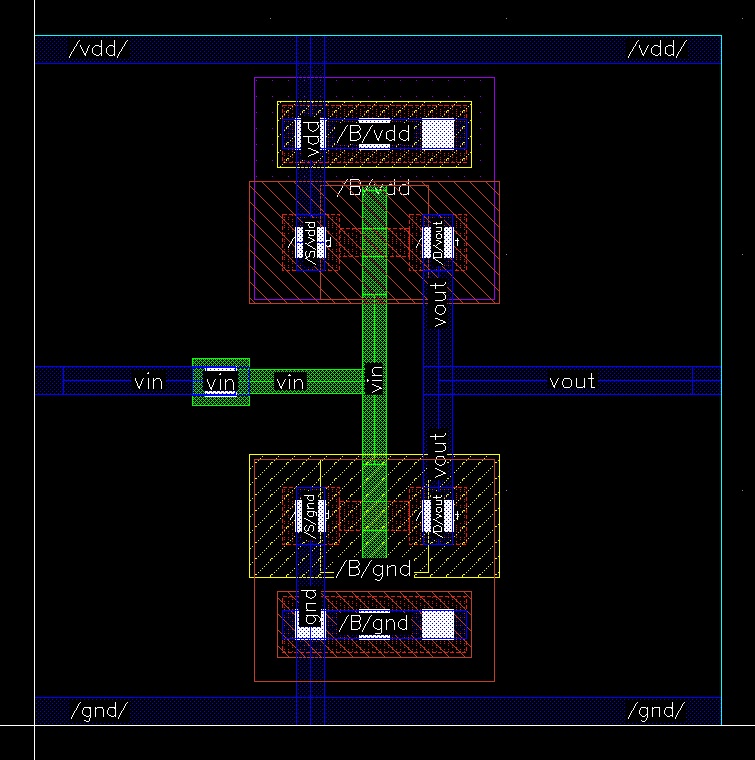 /vdd/ /vdd/
vdd
/B/vdd
/B/vdd
/S/vdd
/D/vout
vout
vin
vin
vin
vin
vout
vout
/S/gnd
/D/vout
/B/gnd
gnd
/B/gnd
/gnd/ /gnd/